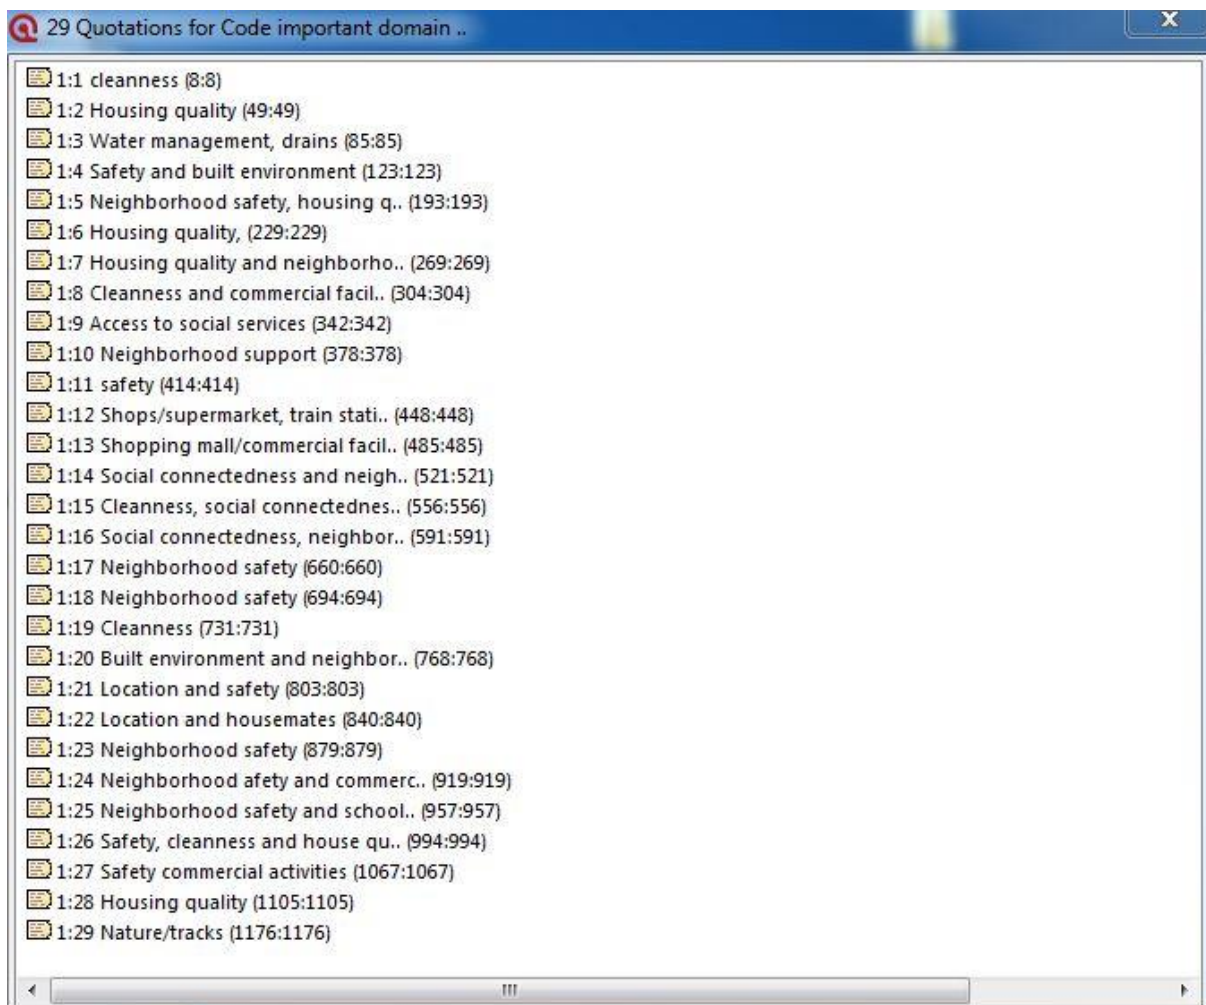 29 Quotations for Code important domain ..
1:1 cleanness (8:8)
1:2 Housing quality (49:49)
1:3 Water management, drains (85:85)
1:4 Safety and built environment (123:123)
1:5 Neighborhood safety, housing q.. (193:193)
1:6 Housing quality, (229:229)
1:7 Housing quality and neighborho.. (269:269)
1:8 Cleanness and commercial facil.. (304:304)
1:9 Access to social services (342:342)
1:10 Neighborhood support (378:378)
1:11 safety (414:414)
1:12 Shops/supermarket, train stati.. (448:448)
1:13 Shopping mall/commercial facil.. (485:485)
1:14 Social connectedness and neigh.. (521:521)
1:15 Cleanness, social connectednes.. (556:556)
1:16 Social connectedness, neighbor.. (591:591)
1:17 Neighborhood safety (660:660)
1:18 Neighborhood safety (694:694)
1:19 Cleanness (731:731)
1:20 Built environment and neighbor.. (768:768)
1:21 Location and safety (803:803)
1:22 Location and housemates (840:840)
1:23 Neighborhood safety (879:879)
1:24 Neighborhood afety and commerc.. (919:919)
1:25 Neighborhood safety and school.. (957:957)
1:26 Safety, cleanness and house qu.. (994:994)
1:27 Safety commercial activities (1067:1067)
1:28 Housing quality (1105:1105)
1:29 Nature/tracks (1176:1176)